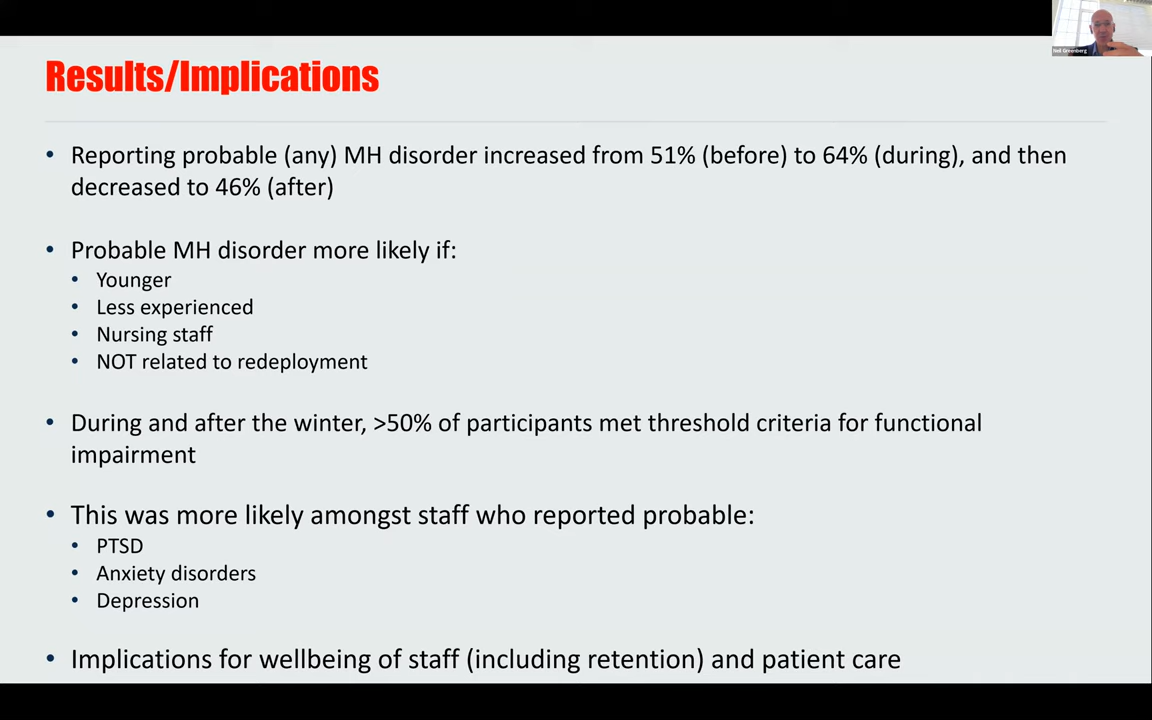 Neil Greenberg
Results/Implications
• Reporting probable (any) MH disorder increased from 51% (before) to 64% (during), and then
decreased to 46% (after)
• Probable MH disorder more likely if:
• Younger
• Less experienced
• Nursing staff
• NOT related to redeployment
• During and after the winter, >50% of participants met threshold criteria for functional
impairment
• This was more likely amongst staff who reported probable:
• PTSD
• Anxiety disorders
• Depression
• Implications for wellbeing of staff (including retention) and patient care